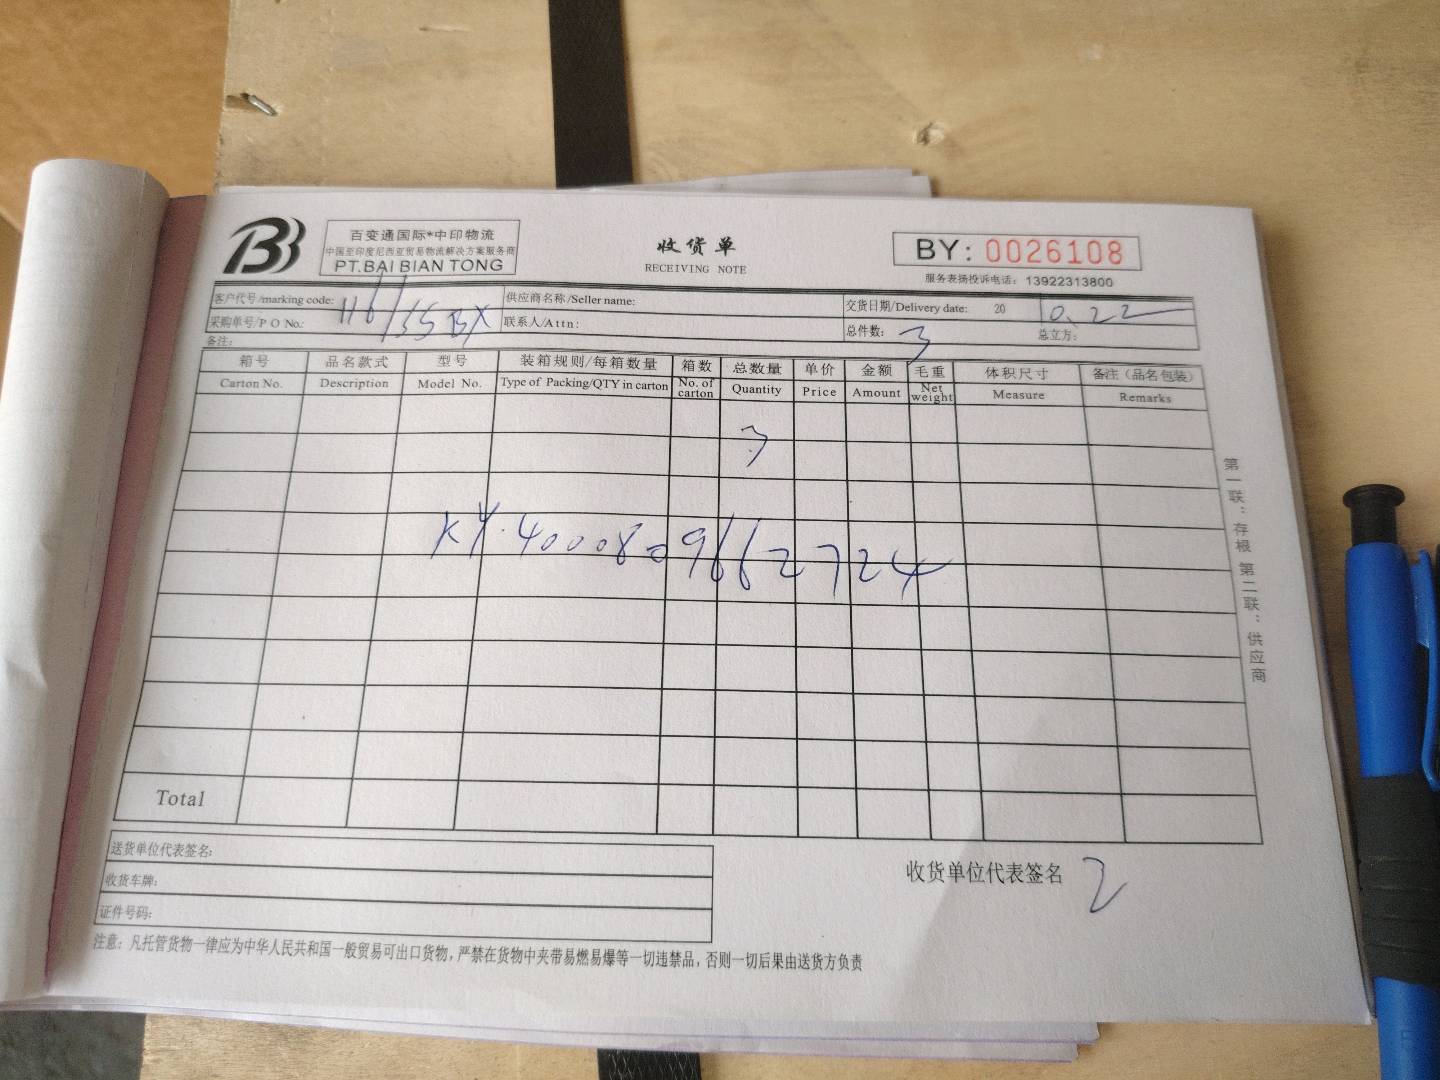 百变通国际*中印物流
中国至印度尼西亚贸易物流解决方案服务商
PT.BAI BIAN TONG
收货单
RECEIVING NOTE
BY: 0026108
服务表扬投诉电话: 13922313800
客户代号/marking code:
供应商名称/Seller name:
交货日期/Delivery date: 20 10.22
采购单号/P O No.:
联系人/Attn:
总件数: 3 总立方:
备注:
箱号 品名款式 型号 装箱规则/每箱数量 箱数 总数量 单价 金额 毛重 体积尺寸 备注(品名包装)
Carton No. Description Model No. Type of Packing/QTY in carton No. of carton Quantity Price Amount Net weight Measure Remarks
3
KY.4000809662724
Total
第一联:存根 第二联:供应商
送货单位代表签名:
收货车牌:
证件号码:
收货单位代表签名
注意: 凡托管货物一律应为中华人民共和国一般贸易可出口货物, 严禁在货物中夹带易燃易爆等一切违禁品, 否则一切后果由送货方负责